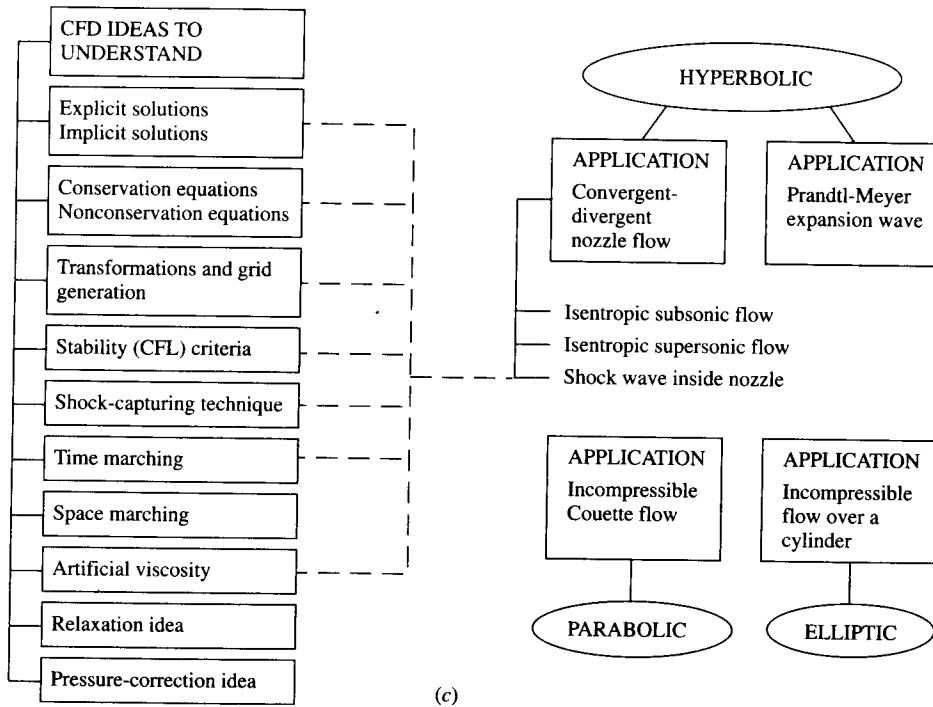 CFD IDEAS TO
UNDERSTAND
Explicit solutions
Implicit solutions
Conservation equations
Nonconservation equations
Transformations and grid
generation
Stability (CFL) criteria
Shock-capturing technique
Time marching
Space marching
Artificial viscosity
Relaxation idea
Pressure-correction idea
HYPERBOLIC
APPLICATION
Convergent-
divergent
nozzle flow
APPLICATION
Prandtl-Meyer
expansion wave
Isentropic subsonic flow
Isentropic supersonic flow
Shock wave inside nozzle
APPLICATION
Incompressible
Couette flow
APPLICATION
Incompressible
flow over a
cylinder
PARABOLIC
ELLIPTIC
(c)